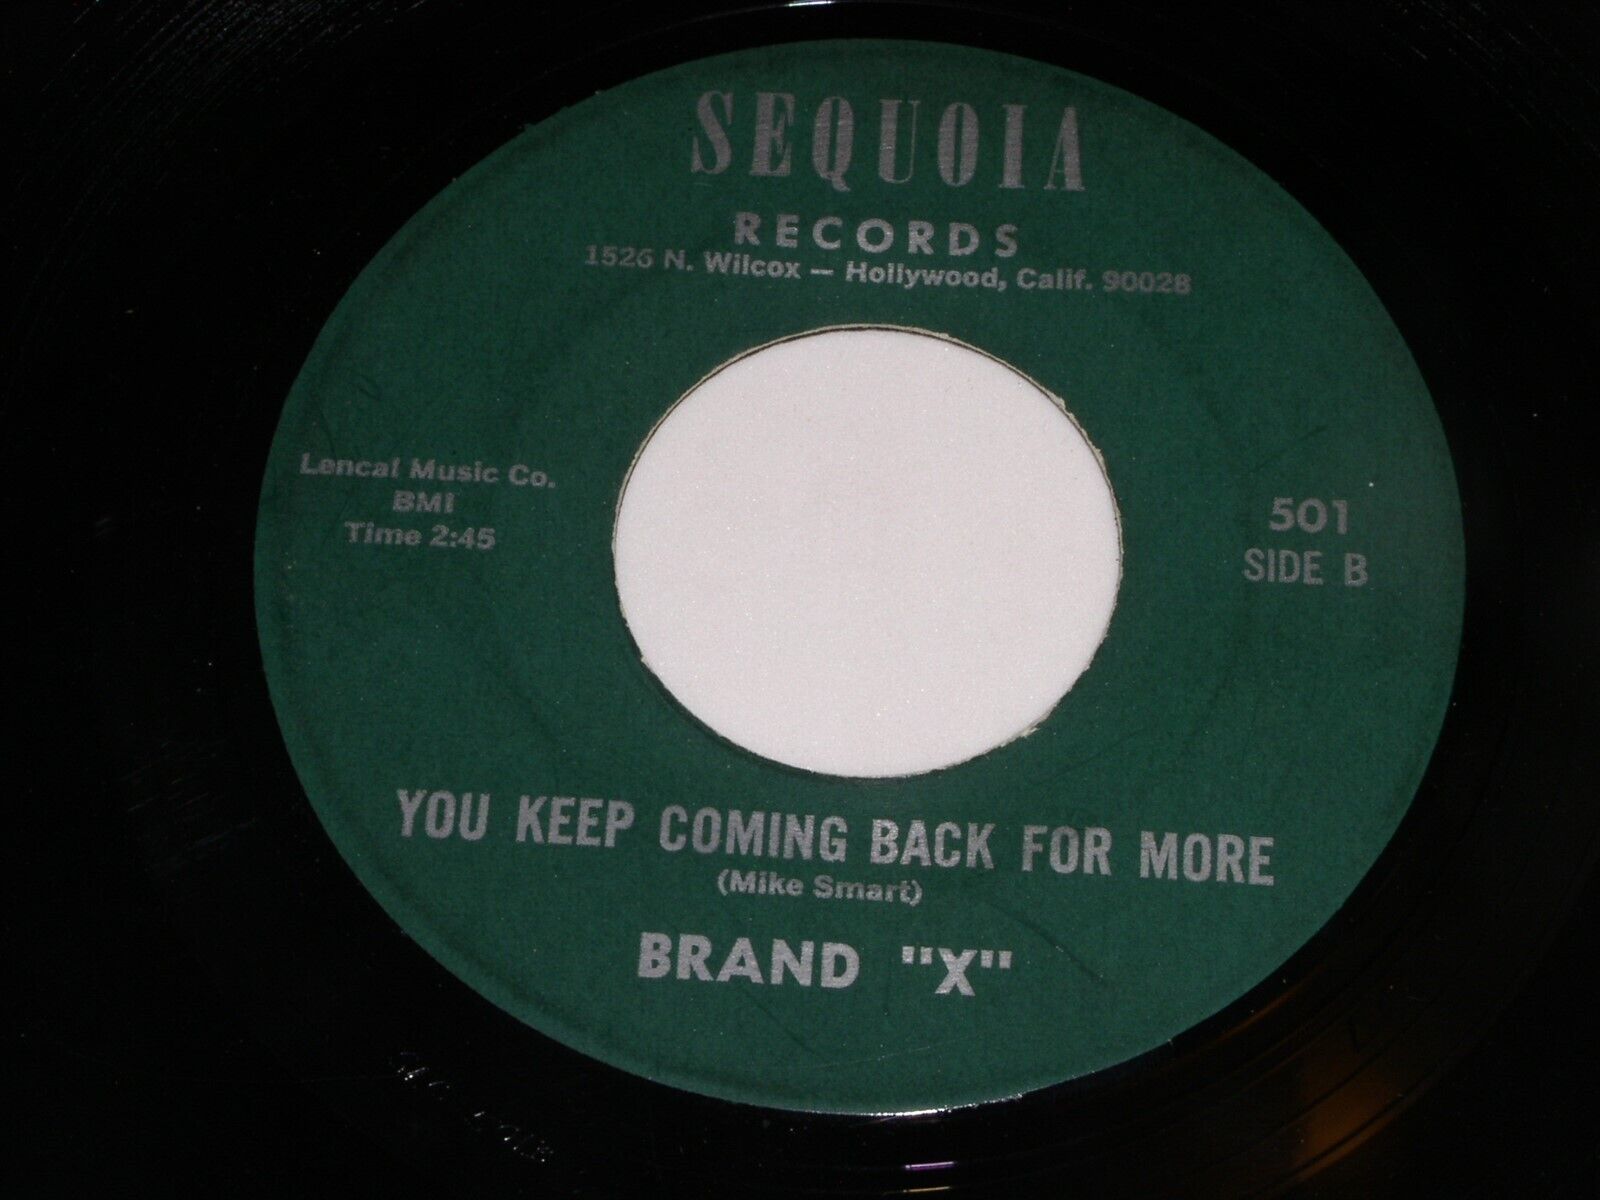 SEQUOIA
RECORDS
1526 N. Wilcox — Hollywood, Calif. 90028
Lencal Music Co.
BMI
Time 2:45
501
SIDE B
YOU KEEP COMING BACK FOR MORE
(Mike Smart)
BRAND "X"